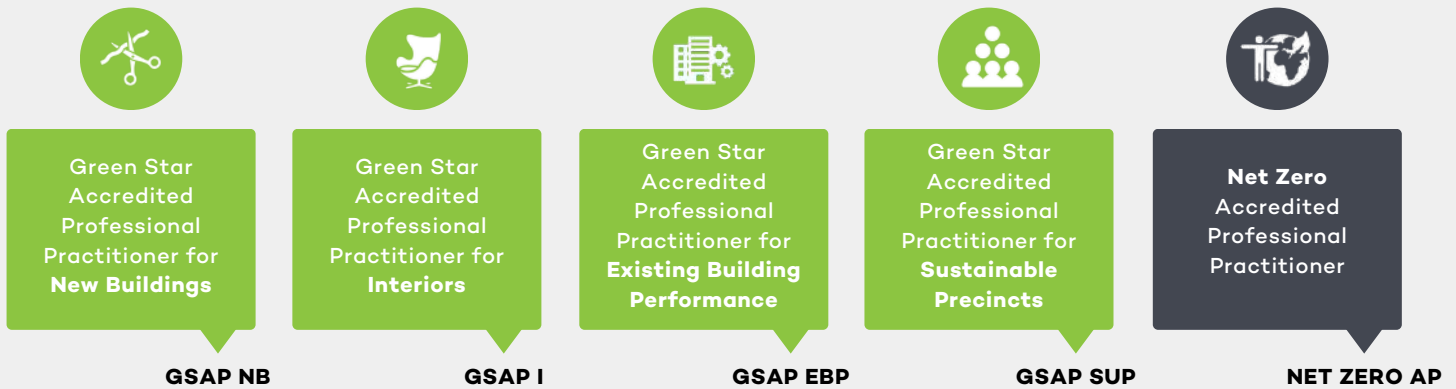 Green Star
Accredited
Professional
Practitioner for
New Buildings
GSAP NB
Green Star
Accredited
Professional
Practitioner for
Interiors
GSAP I
Green Star
Accredited
Professional
Practitioner for
Existing Building
Performance
GSAP EBP
Green Star
Accredited
Professional
Practitioner for
Sustainable
Precincts
GSAP SUP
Net Zero
Accredited
Professional
Practitioner
NET ZERO AP